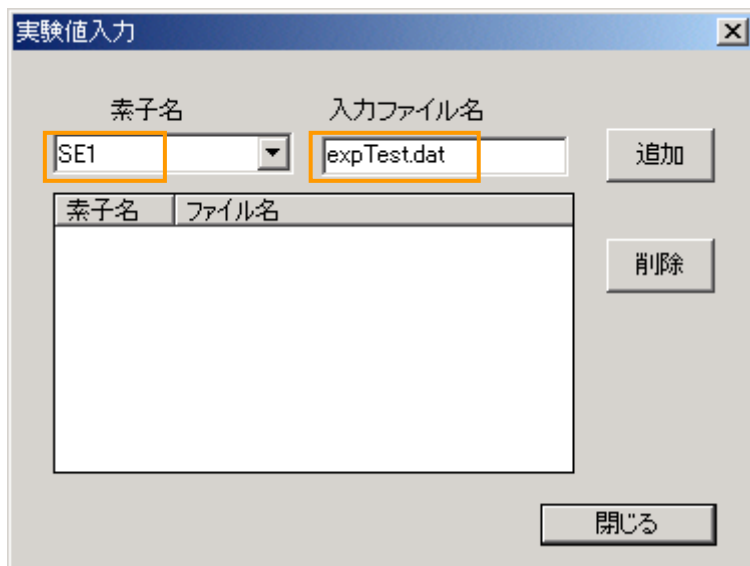 実験値入力
素子名 入力ファイル名
SE1 expTest.dat 追加
素子名 ファイル名
削除
閉じる